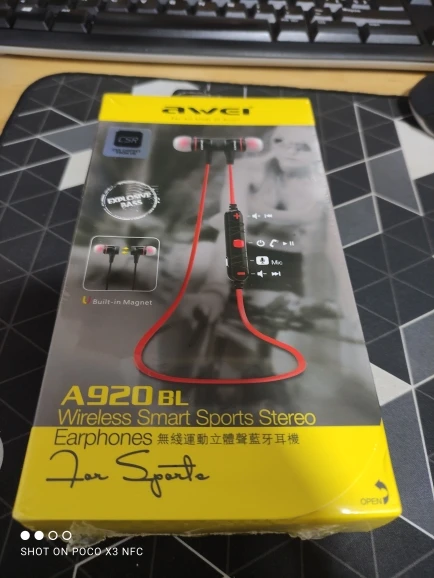 awei
CSR
EXPLOSIVE
BASS
Mic
Built-in Magnet
A920BL
Wireless Smart Sports Stereo
Earphones 無綫運動立體聲藍牙耳機
For Sports
OPEN
SHOT ON POCO X3 NFC